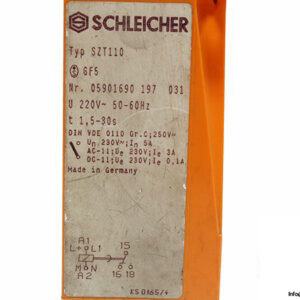 SCHLEICHER
Typ SZT110
GF5
Nr. 05901690 197 031
U 220V~ 50-60Hz
t 1,5-30s
DIN VDE 0110 Gr.C;250V~
Un 230V~;In 5A
AC-11;Ue 230V;Ie 3A
DC-11;Ue 230V;Ie 0,1A
Made in Germany
A1
L+ L1 15
M N
A2 16 18
KS 0165/4